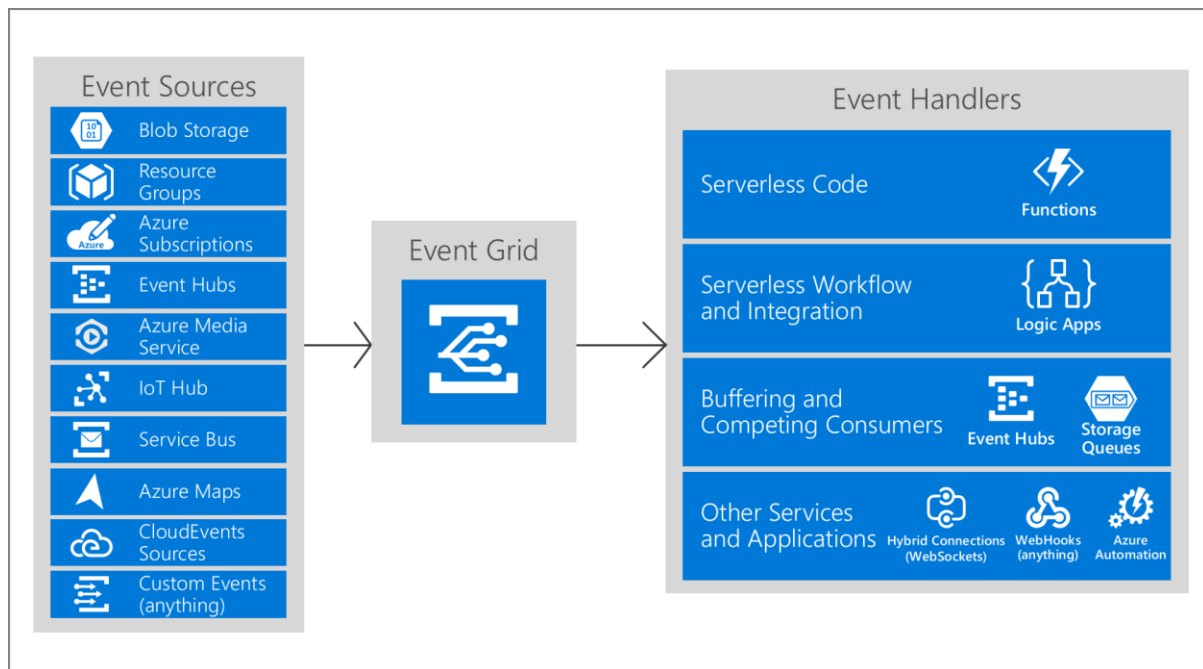 Event Sources
10
01
Blob Storage
Resource
Groups
Azure
Azure
Subscriptions
Event Hubs
Azure Media
Service
IoT Hub
Service Bus
Azure Maps
CloudEvents
Sources
Custom Events
(anything)
Event Grid
Event Handlers
Serverless Code
Functions
Serverless Workflow
and Integration
Logic Apps
Buffering and
Competing Consumers
Event Hubs
Storage
Queues
Other Services
and Applications
Hybrid Connections
(WebSockets)
WebHooks
(anything)
Azure
Automation